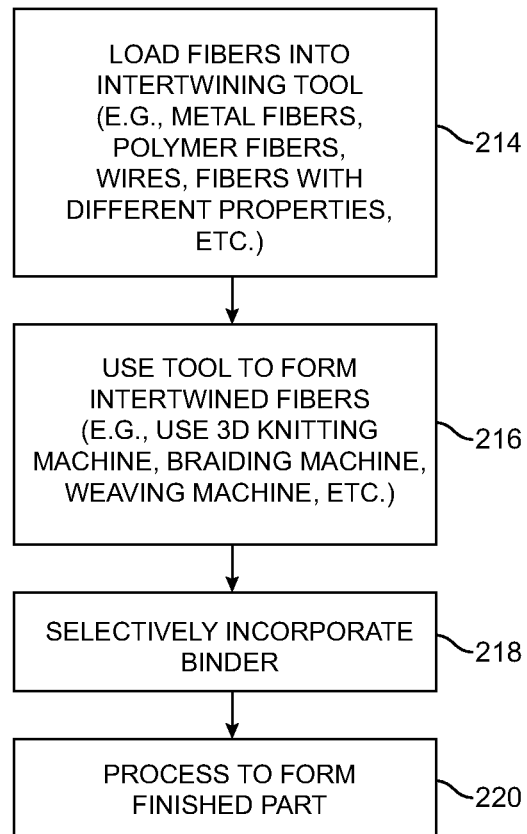 LOAD FIBERS INTO
INTERTWINING TOOL
(E.G., METAL FIBERS,
POLYMER FIBERS,
WIRES, FIBERS WITH
DIFFERENT PROPERTIES,
ETC.)
214
USE TOOL TO FORM
INTERTWINED FIBERS
(E.G., USE 3D KNITTING
MACHINE, BRAIDING MACHINE,
WEAVING MACHINE, ETC.)
216
SELECTIVELY INCORPORATE
BINDER
218
PROCESS TO FORM
FINISHED PART
220